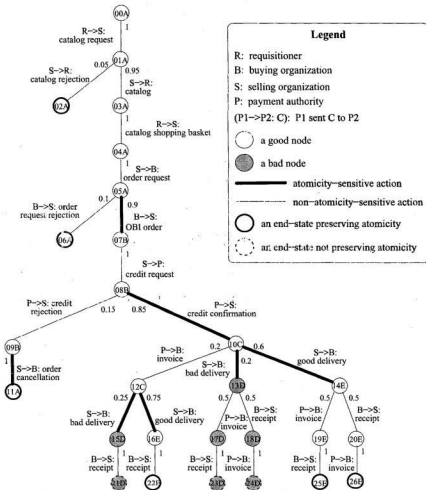 00A
1
R–>S:
catalog request
01A
S–>R:
catalog rejection
0.05
0.95
S–>R:
catalog
02A
03A
1
R–>S:
catalog shopping basket
04A
1
S–>B:
order request
05A
B–>S: order
request rejection
0.1
0.9
B–>S:
OBI order
06A
07B
1
S–>P:
credit request
08B
P–>S: credit
rejection
0.15
0.85
P–>S:
credit confirmation
09B
1
S–>B: order
cancellation
11A
10C
P–>B:
invoice
0.2
S–>B:
bad delivery
0.2
0.6
S–>B:
good delivery
12C
13D
14E
S–>B:
bad delivery
0.25
0.75
S–>B:
good delivery
0.5
0.5
P–>B:
invoice
B–>S:
receipt
0.5
0.5
P–>B:
invoice
B–>S:
receipt
15D
16E
17D
18D
19E
20E
B–>S:
receipt
1
1
B–>S:
receipt
B–>S:
receipt
1
1
P–>B:
invoice
B–>S:
receipt
1
1
P–>B:
invoice
21D
22E
23D
24D
25E
26E
Legend
R: requisitioner
B: buying organization
S: selling organization
P: payment authority
(P1–>P2: C): P1 sent C to P2
a good node
a bad node
atomicity–sensitive action
non–atomicity–sensitive action
an end–state preserving atomicity
an end–state not preserving atomicity